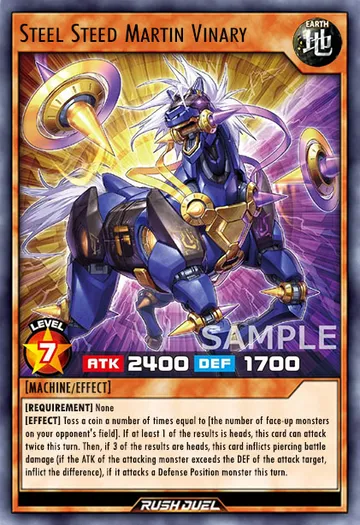 Steel Steed Martin Vinary
EARTH
地
SAMPLE
LEVEL
7
ATK 2400 DEF 1700
[MACHINE/EFFECT]
[REQUIREMENT] None
[EFFECT] Toss a coin a number of times equal to [the number of face-up monsters
on your opponent's field]. If at least 1 of the results is heads, this card can attack
twice this turn. Then, if 3 of the results are heads, this card inflicts piercing battle
damage (if the ATK of the attacking monster exceeds the DEF of the attack target,
inflict the difference), if it attacks a Defense Position monster this turn.
RUSH DUEL